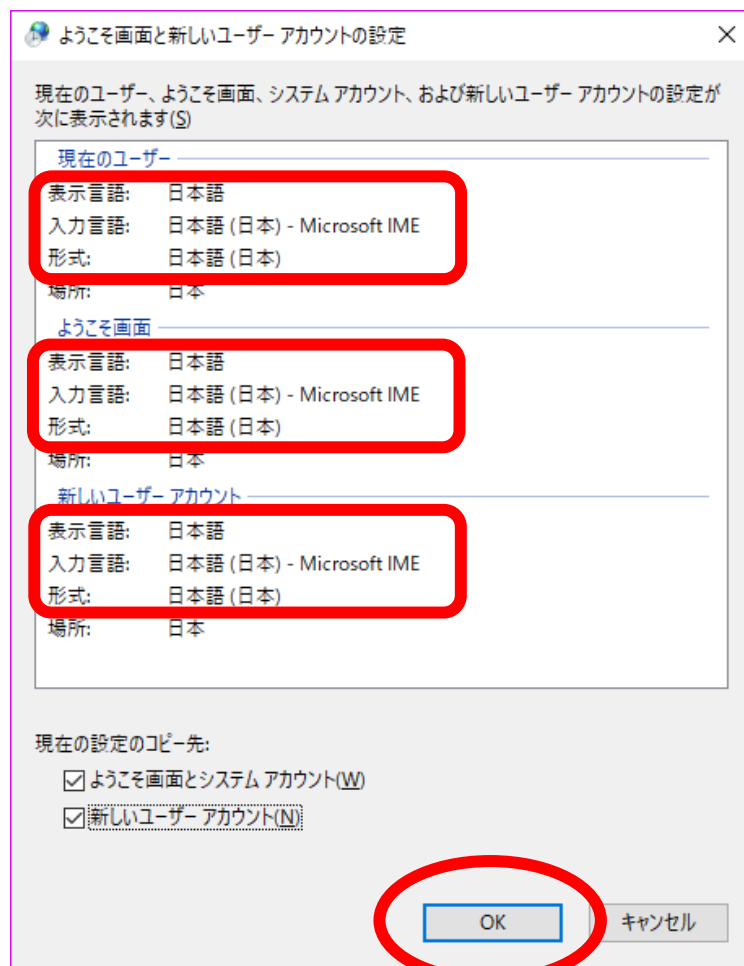 ようこそ画面と新しいユーザー アカウントの設定
現在のユーザー、ようこそ画面、システム アカウント、および新しいユーザー アカウントの設定が
次に表示されます(S)
現在のユーザー
表示言語: 日本語
入力言語: 日本語 (日本) - Microsoft IME
形式: 日本語 (日本)
場所: 日本
ようこそ画面
表示言語: 日本語
入力言語: 日本語 (日本) - Microsoft IME
形式: 日本語 (日本)
場所: 日本
新しいユーザー アカウント
表示言語: 日本語
入力言語: 日本語 (日本) - Microsoft IME
形式: 日本語 (日本)
場所: 日本
現在の設定のコピー先:
ようこそ画面とシステム アカウント(W)
新しいユーザー アカウント(N)
OK キャンセル